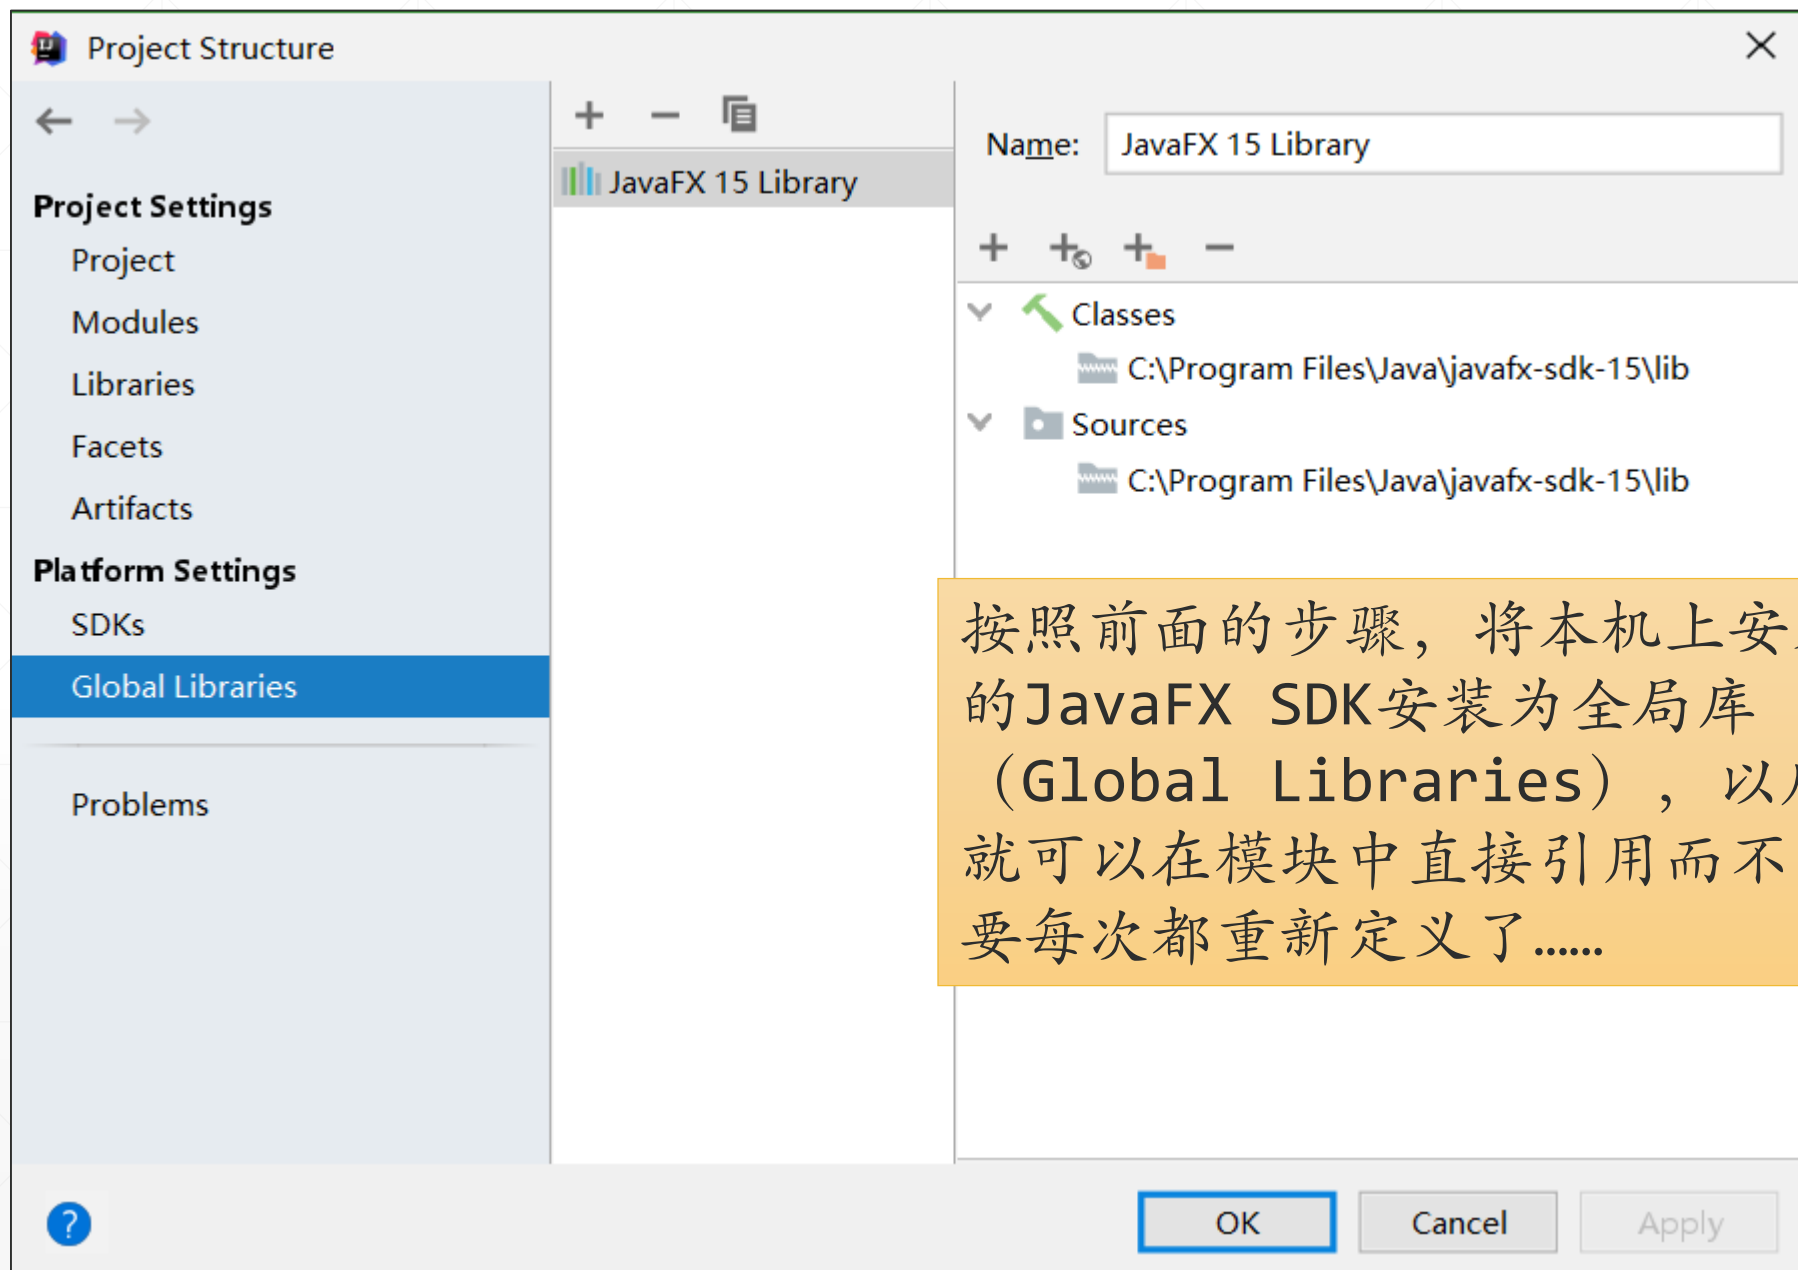 Project Structure
Project Settings
Project
Modules
Libraries
Facets
Artifacts
Platform Settings
SDKs
Global Libraries
Problems
JavaFX 15 Library
Name: JavaFX 15 Library
Classes
C:\Program Files\Java\javafx-sdk-15\lib
Sources
C:\Program Files\Java\javafx-sdk-15\lib
按照前面的步骤，将本机上安
的JavaFX SDK安装为全局库
（Global Libraries），以
就可以在模块中直接引用而不
要每次都重新定义了……
OK Cancel Apply